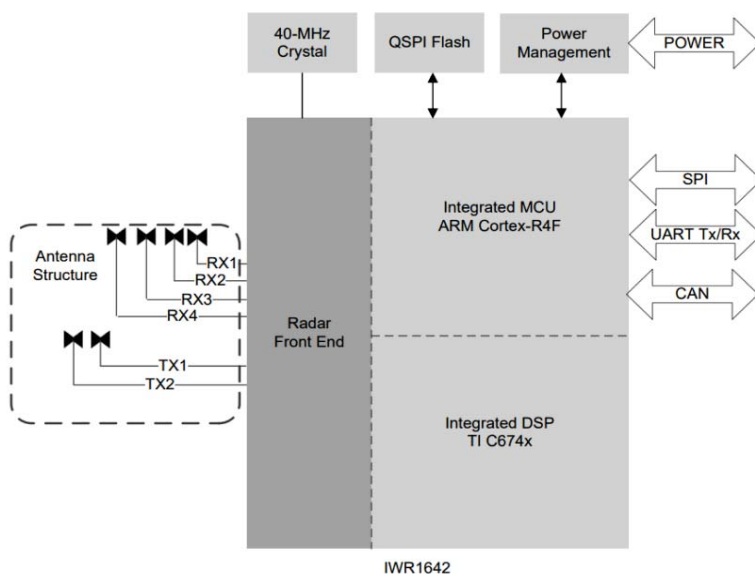 40-MHz
Crystal
QSPI Flash
Power
Management
POWER
SPI
Integrated MCU
ARM Cortex-R4F
UART Tx/Rx
CAN
Antenna
Structure
RX1
RX2
RX3
RX4
Radar
Front End
TX1
TX2
Integrated DSP
TI C674x
IWR1642